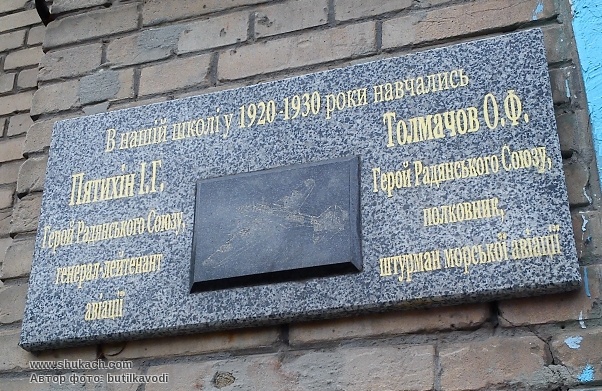 В нашій школі у 1920-1930 роки навчались
Пятихін І.Г.
Герой Радянського Союзу,
генерал-лейтенант
авіації
Толмачов О.Ф.
Герой Радянського Союзу,
полковник,
штурман морської авіації
www.shukach.com
Автор фото: butilkavodi